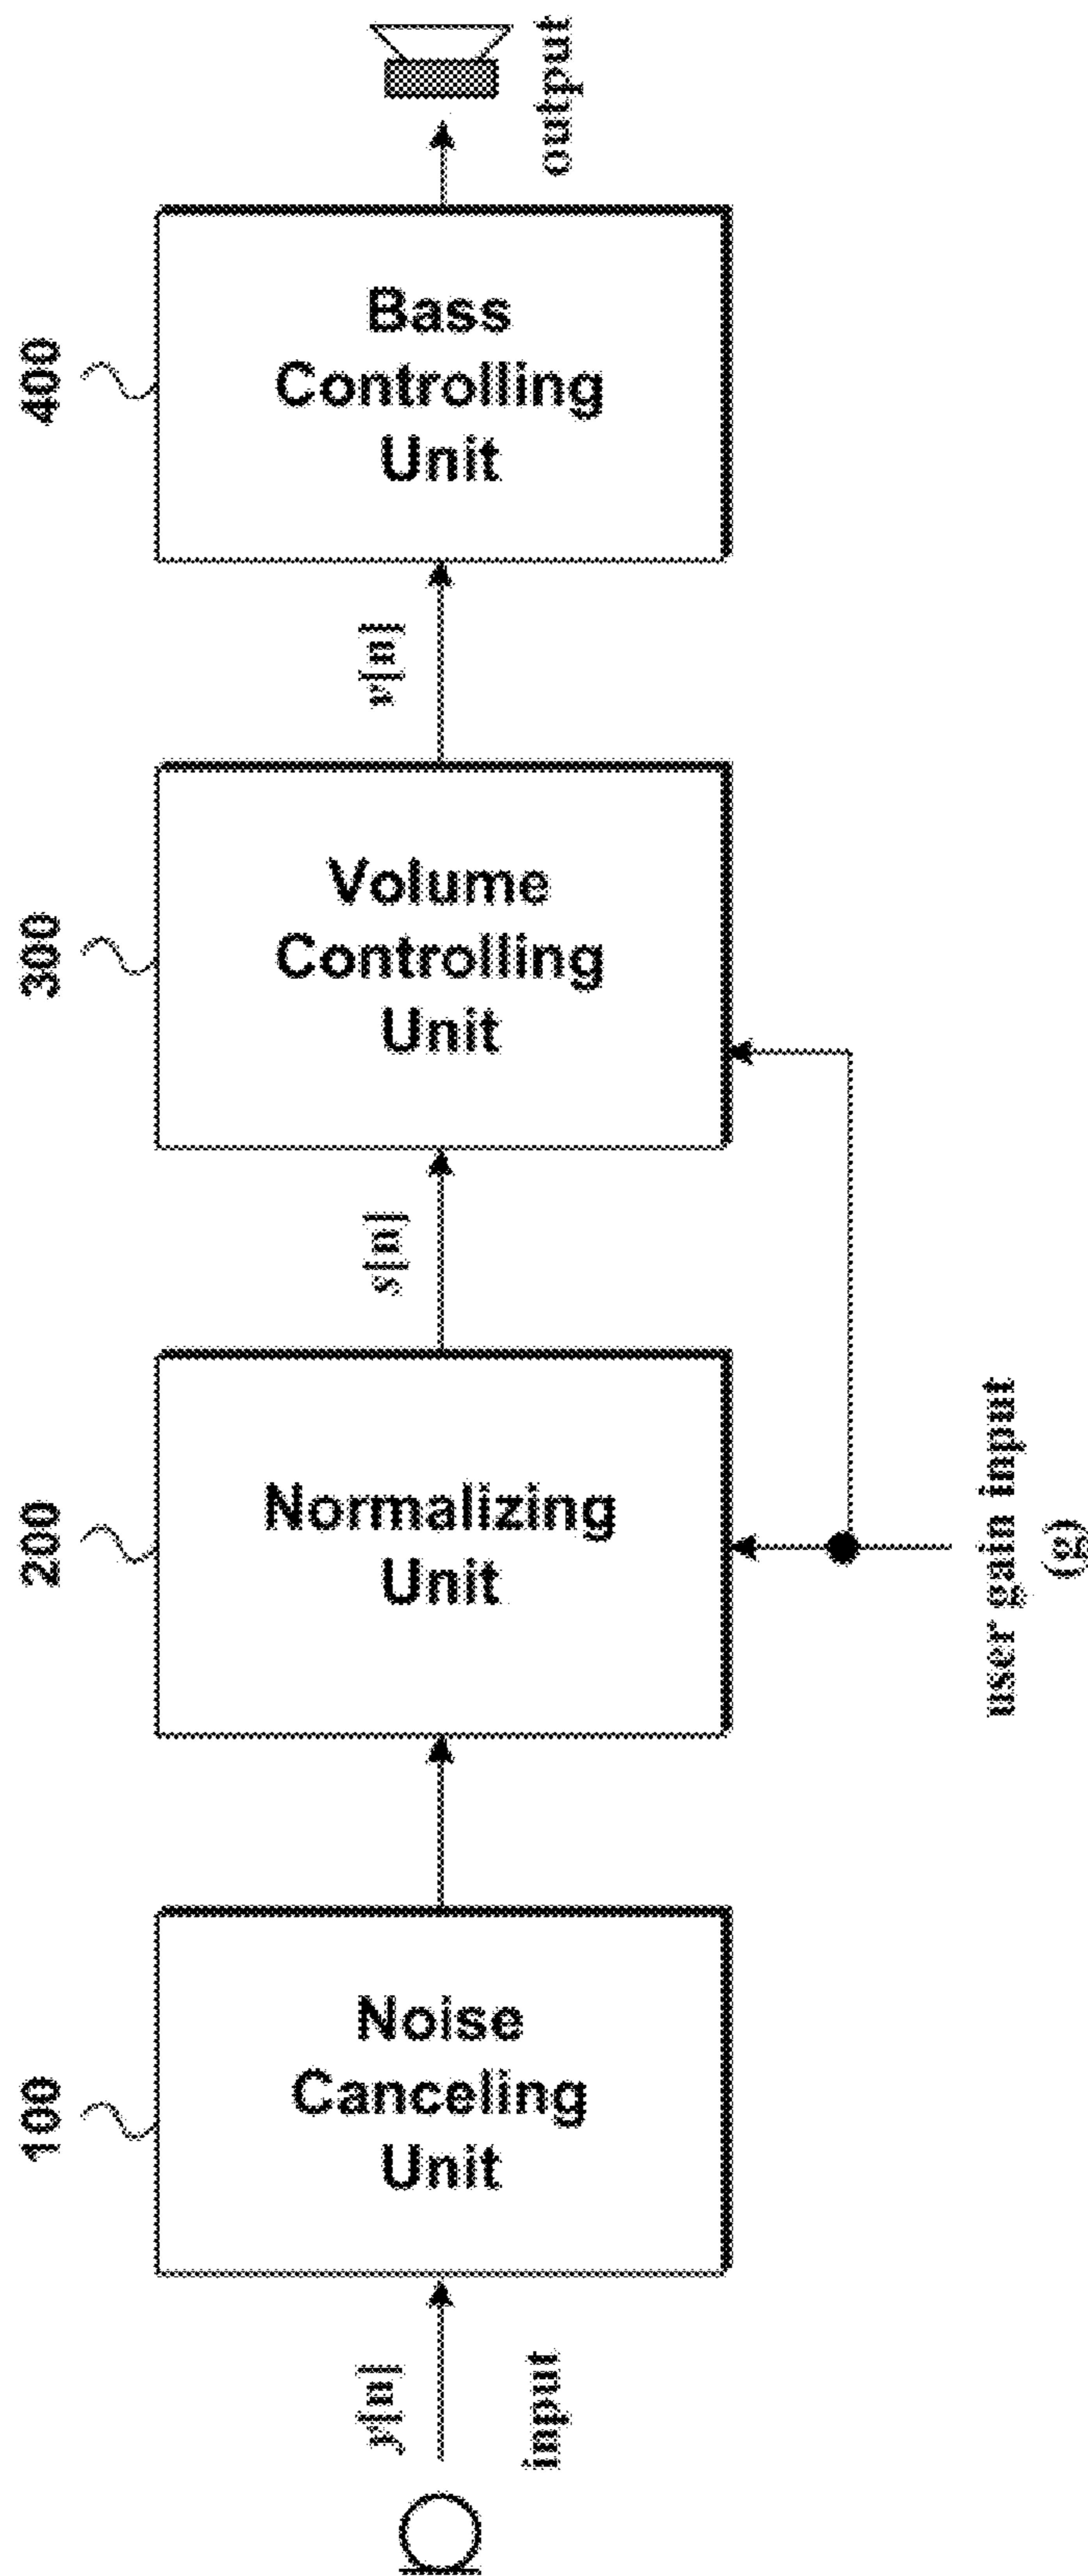 100
200
300
400
y[n]
input
Noise
Canceling
Unit
Normalizing
Unit
s[n]
Volume
Controlling
Unit
v[n]
Bass
Controlling
Unit
output
user gain input
(g)